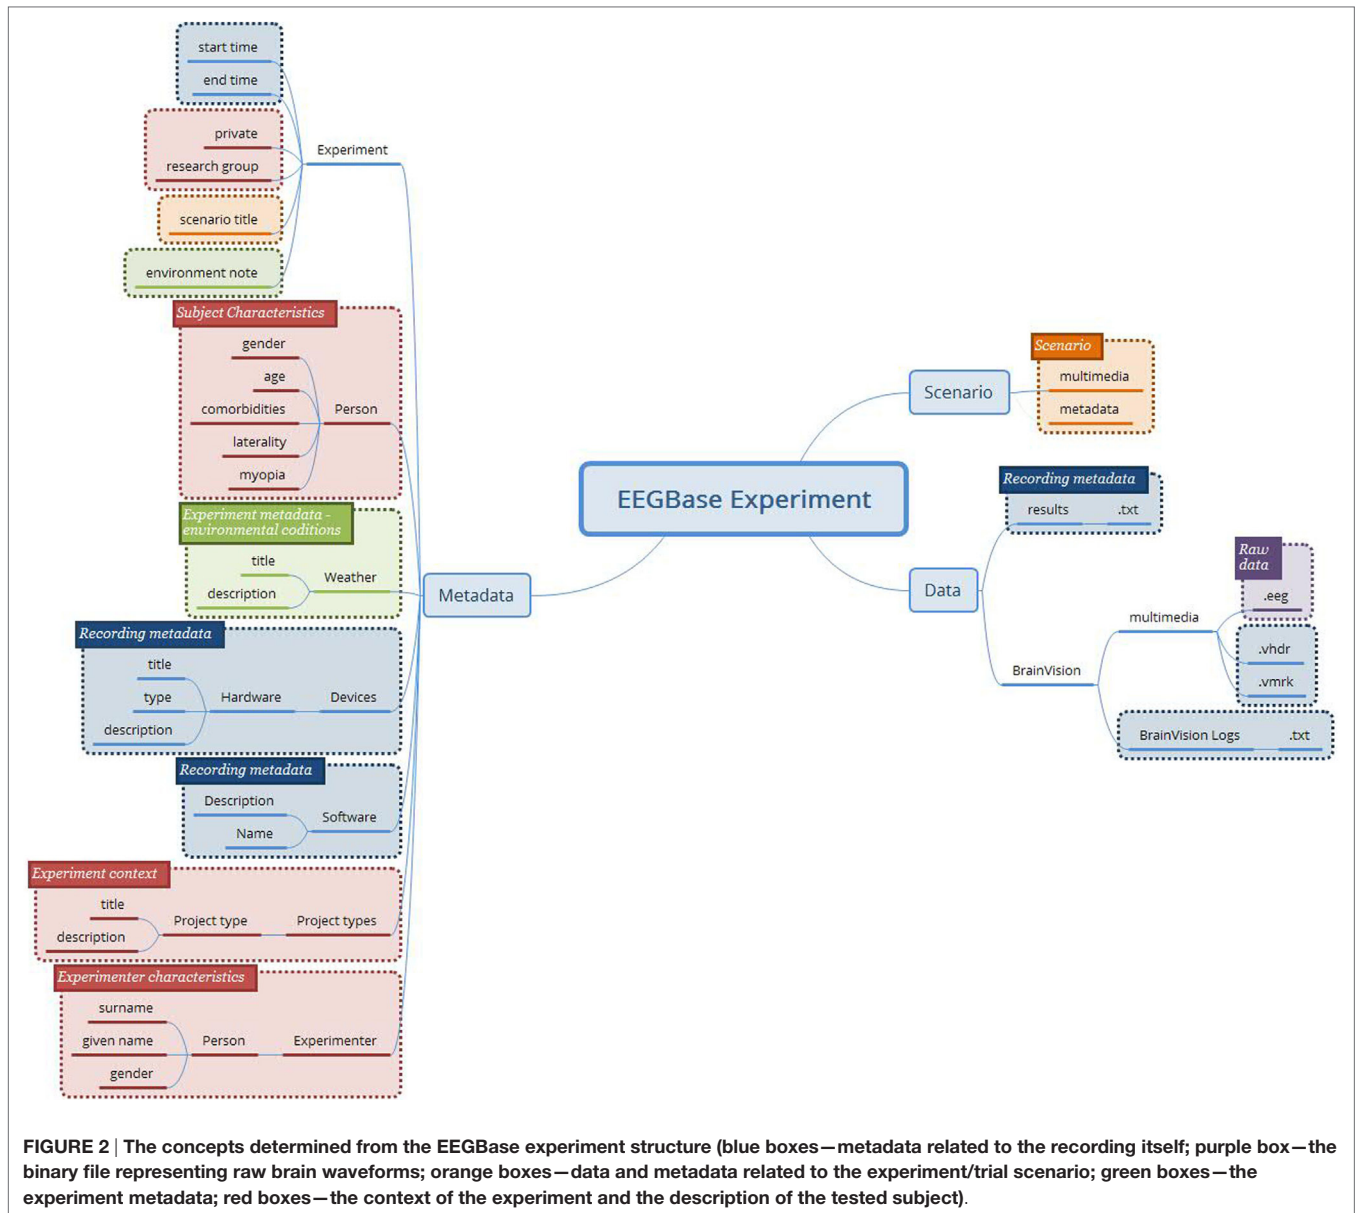 start time
end time
private
research group
scenario title
environment note
Experiment
Subject Characteristics
gender
age
comorbidities
laterality
myopia
Person
Experiment metadata -
environmental coditions
title
description
Weather
Recording metadata
title
type
description
Hardware
Devices
Recording metadata
Description
Name
Software
Experiment context
title
description
Project type
Project types
Experimenter characteristics
surname
given name
gender
Person
Experimenter
Metadata
EEGBase Experiment
Scenario
Scenario
multimedia
metadata
Data
Recording metadata
results
.txt
BrainVision
multimedia
Raw
data
.eeg
.vhdr
.vmrk
BrainVision Logs
.txt
FIGURE 2 | The concepts determined from the EEGBase experiment structure (blue boxes—metadata related to the recording itself; purple box—the
binary file representing raw brain waveforms; orange boxes—data and metadata related to the experiment/trial scenario; green boxes—the
experiment metadata; red boxes—the context of the experiment and the description of the tested subject).